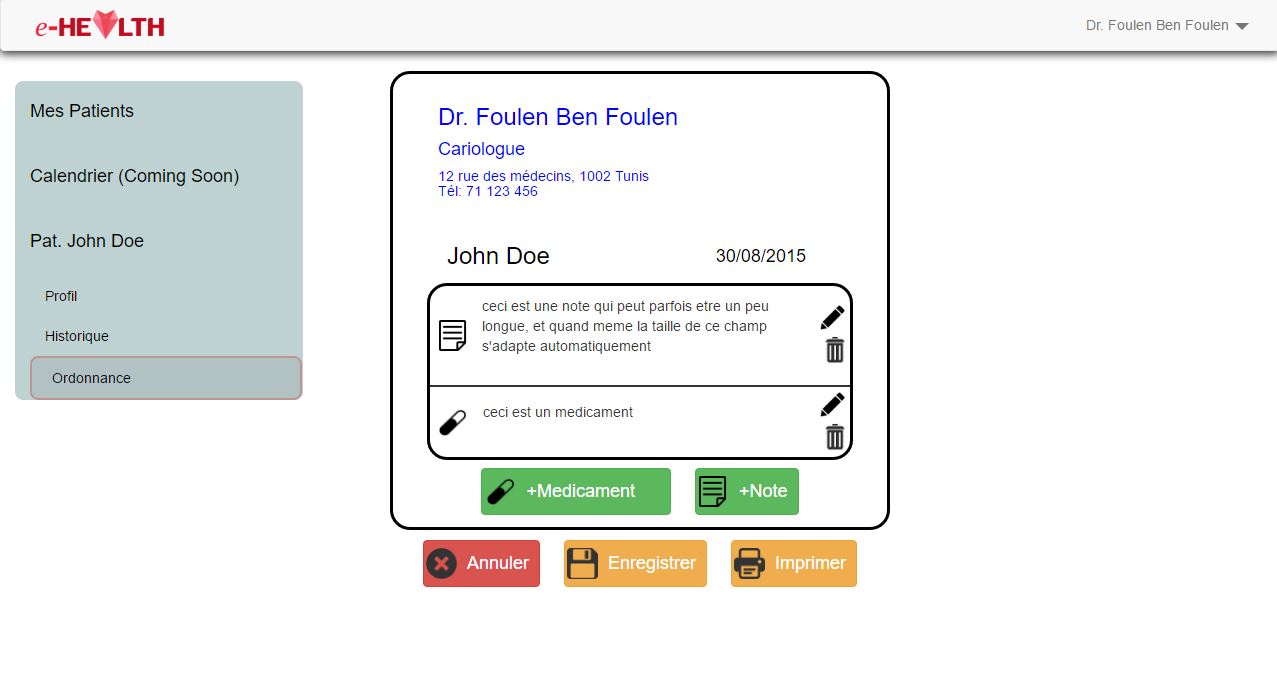 e-HEALTH
Dr. Foulen Ben Foulen
Mes Patients
Calendrier (Coming Soon)
Pat. John Doe
Profil
Historique
Ordonnance
Dr. Foulen Ben Foulen
Cariologue
12 rue des médecins, 1002 Tunis
Tél: 71 123 456
John Doe
30/08/2015
ceci est une note qui peut parfois etre un peu
longue, et quand meme la taille de ce champ
s'adapte automatiquement
ceci est un medicament
+Medicament
+Note
Annuler
Enregistrer
Imprimer